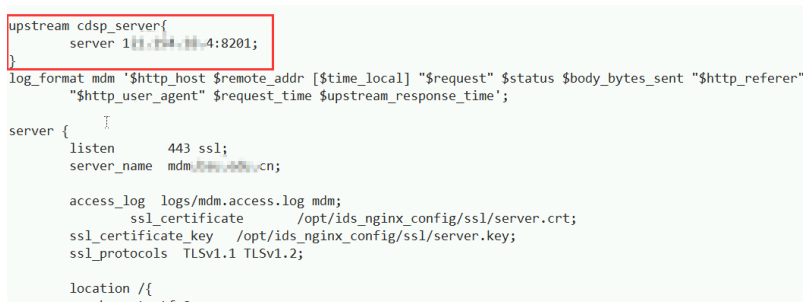 upstream cdsp_server{
server 1 4:8201;
}
log_format mdm '$http_host $remote_addr [$time_local] "$request" $status $body_bytes_sent "$http_referer"
"$http_user_agent" $request_time $upstream_response_time';
server {
listen 443 ssl;
server_name mdm cn;
access_log logs/mdm.access.log mdm;
ssl_certificate /opt/ids_nginx_config/ssl/server.crt;
ssl_certificate_key /opt/ids_nginx_config/ssl/server.key;
ssl_protocols TLSv1.1 TLSv1.2;
location /{